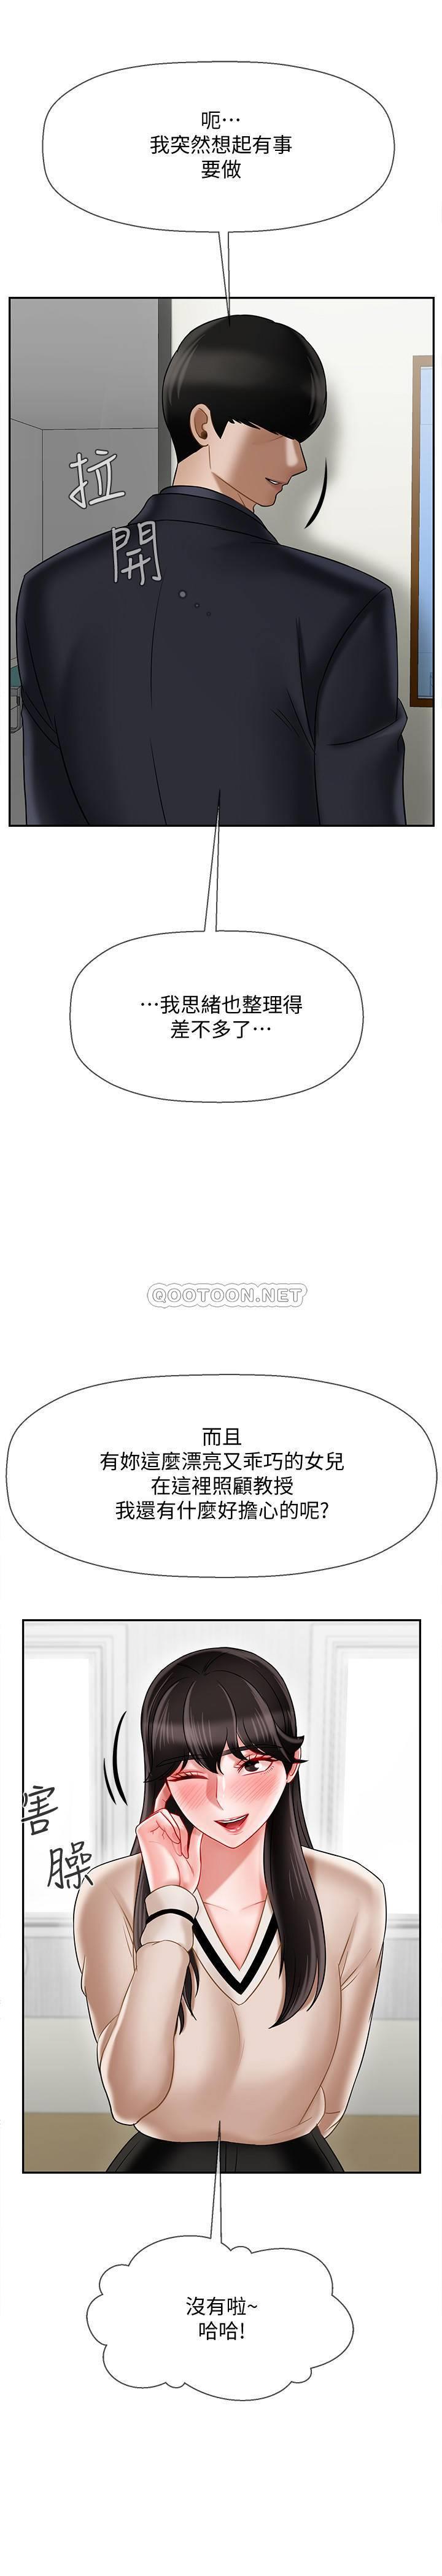 呃…
我突然想起有事
要做
拉
開
…我思緒也整理得
差不多了…
QOOTOON.NET
而且
有妳這麼漂亮又乖巧的女兒
在這裡照顧教授
我還有什麼好擔心的呢?
害
臊
沒有啦~
哈哈!